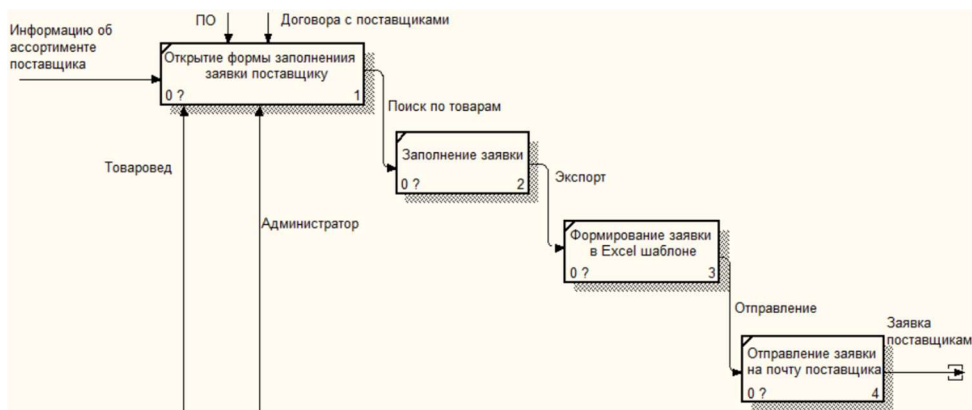 Информацию об
ассортименте
поставщика
ПО
Договора с поставщиками
Открытие формы заполнениия
заявки поставщику
0 ?
1
Поиск по товарам
Товаровед
Заполнение заявки
0 ?
2
Экспорт
Администратор
Формирование заявки
в Excel шаблоне
0 ?
3
Отправление
Заявка
поставщикам
Отправление заявки
на почту поставщика
0 ?
4